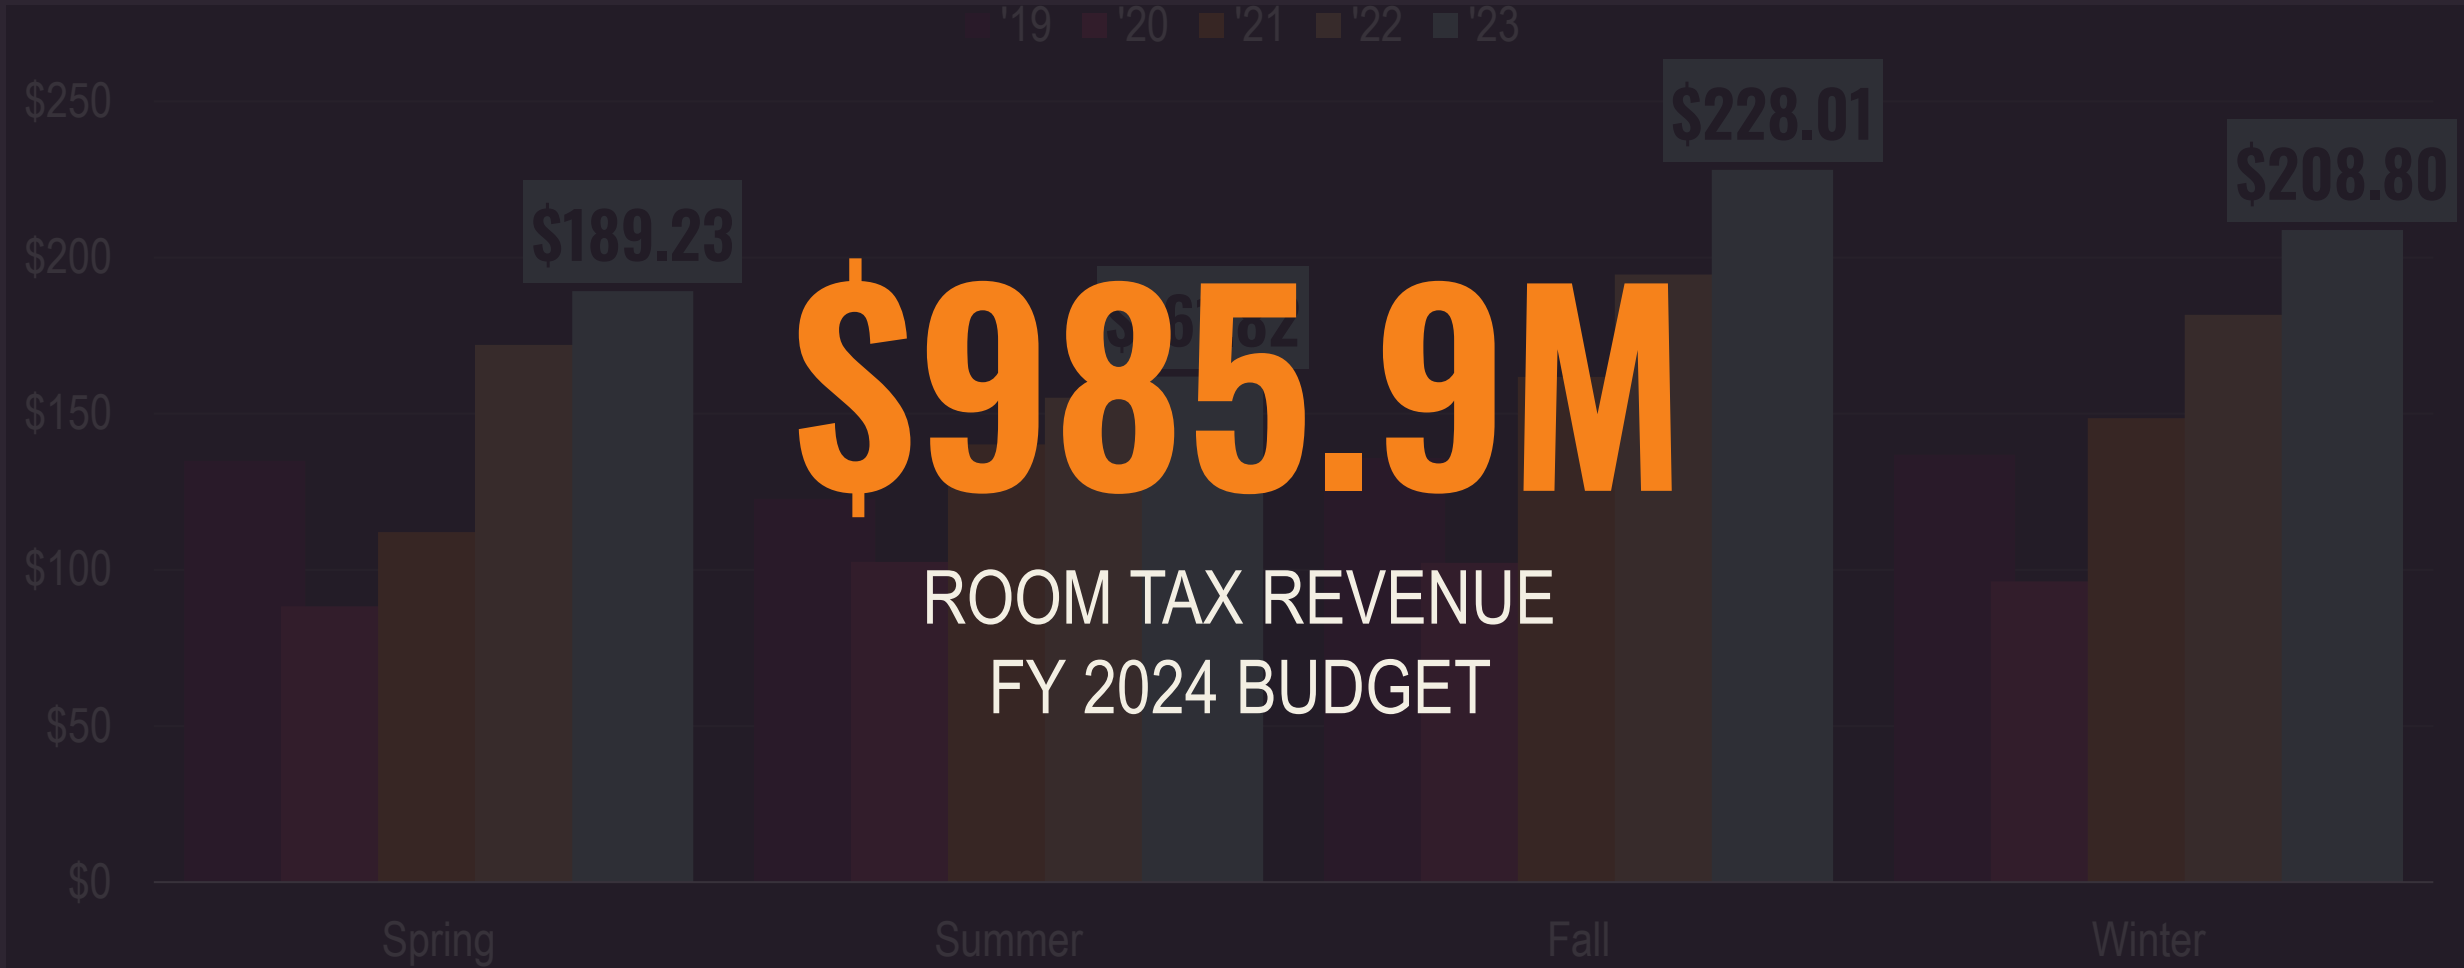 '19 '20 '21 '22 '23
$250
$228.01
$208.80
$189.23
$200
$985.9M
$150
$100
ROOM TAX REVENUE
FY 2024 BUDGET
$50
$0
Spring Summer Fall Winter